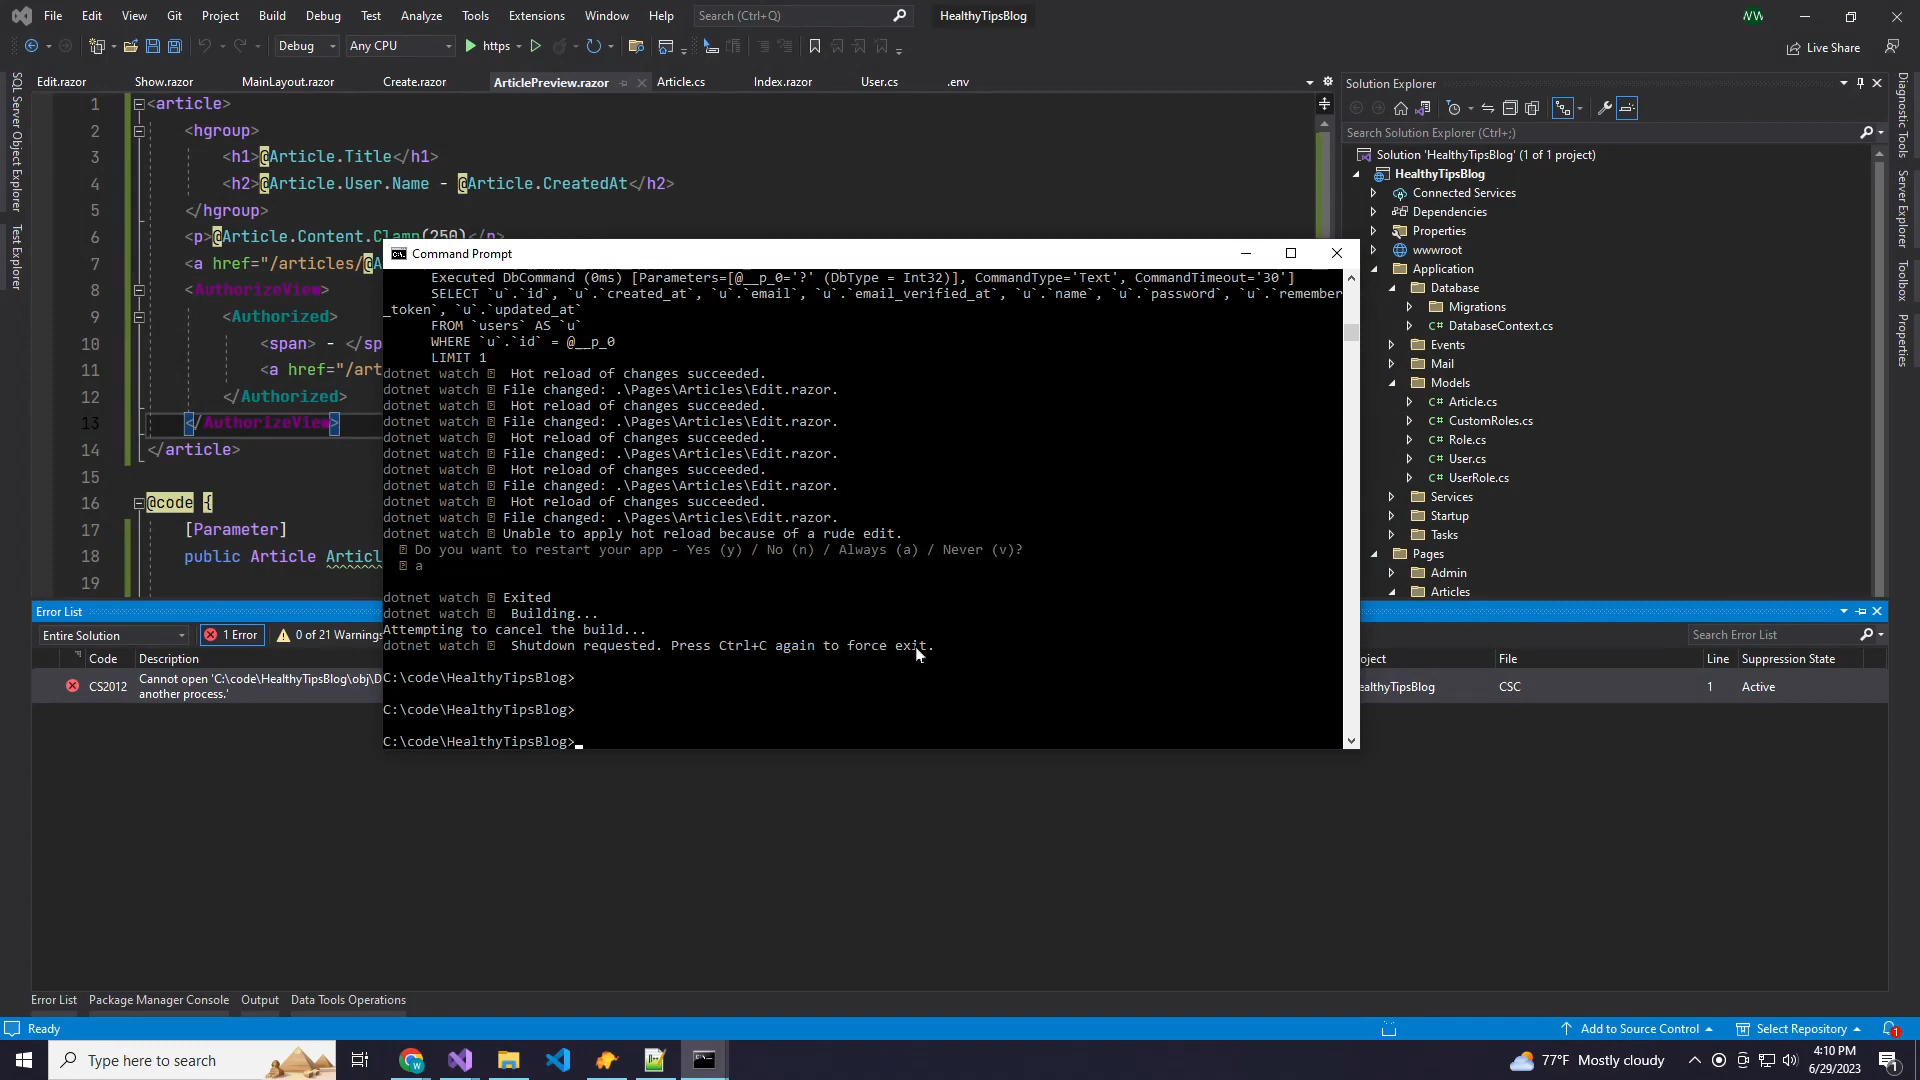 File Edit View Git Project Build Debug Test Analyze Tools Extensions Window Help Search (Ctrl+Q) HealthyTipsBlog WW
Debug Any CPU https Live Share
Edit.razor Show.razor MainLayout.razor Create.razor ArticlePreview.razor Article.cs Index.razor User.cs .env
SQL Server Object Explorer
Test Explorer
1 <article>
2 <hgroup>
3 <h1>@Article.Title</h1>
4 <h2>@Article.User.Name - @Article.CreatedAt</h2>
5 </hgroup>
6 <p>@Article.Content.Clamp(250)</p>
7 <a href="/articles/@A
8 <AuthorizeView>
9 <Authorized>
10 <span> - </sp
11 <a href="/art
12 </Authorized>
13 </AuthorizeView>
14 </article>
15
16 @code {
17 [Parameter]
18 public Article Articl
19
Command Prompt
Executed DbCommand (0ms) [Parameters=[@__p_0='?' (DbType = Int32)], CommandType='Text', CommandTimeout='30']
SELECT `u`.`id`, `u`.`created_at`, `u`.`email`, `u`.`email_verified_at`, `u`.`name`, `u`.`password`, `u`.`remember
_token`, `u`.`updated_at`
FROM `users` AS `u`
WHERE `u`.`id` = @__p_0
LIMIT 1
dotnet watch Hot reload of changes succeeded.
dotnet watch File changed: .\Pages\Articles\Edit.razor.
dotnet watch Hot reload of changes succeeded.
dotnet watch File changed: .\Pages\Articles\Edit.razor.
dotnet watch Hot reload of changes succeeded.
dotnet watch File changed: .\Pages\Articles\Edit.razor.
dotnet watch Hot reload of changes succeeded.
dotnet watch File changed: .\Pages\Articles\Edit.razor.
dotnet watch Hot reload of changes succeeded.
dotnet watch File changed: .\Pages\Articles\Edit.razor.
dotnet watch Unable to apply hot reload because of a rude edit.
Do you want to restart your app - Yes (y) / No (n) / Always (a) / Never (v)?
a
dotnet watch Exited
dotnet watch Building...
Attempting to cancel the build...
dotnet watch Shutdown requested. Press Ctrl+C again to force exit.
C:\code\HealthyTipsBlog>
C:\code\HealthyTipsBlog>
C:\code\HealthyTipsBlog>
Solution Explorer
Search Solution Explorer (Ctrl+;)
Solution 'HealthyTipsBlog' (1 of 1 project)
HealthyTipsBlog
Connected Services
Dependencies
Properties
wwwroot
Application
Database
Migrations
C# DatabaseContext.cs
Events
Mail
Models
C# Article.cs
C# CustomRoles.cs
C# Role.cs
C# User.cs
C# UserRole.cs
Services
Startup
Tasks
Pages
Admin
Articles
Diagnostic Tools
Server Explorer
Toolbox
Properties
Error List
Entire Solution 1 Error 0 of 21 Warnings Search Error List
Code Description oject File Line Suppression State
CS2012 Cannot open 'C:\code\HealthyTipsBlog\obj\D ealthyTipsBlog CSC 1 Active
another process.'
Error List Package Manager Console Output Data Tools Operations
Ready Add to Source Control Select Repository 1
Type here to search 77°F Mostly cloudy 4:10 PM
6/29/2023 1